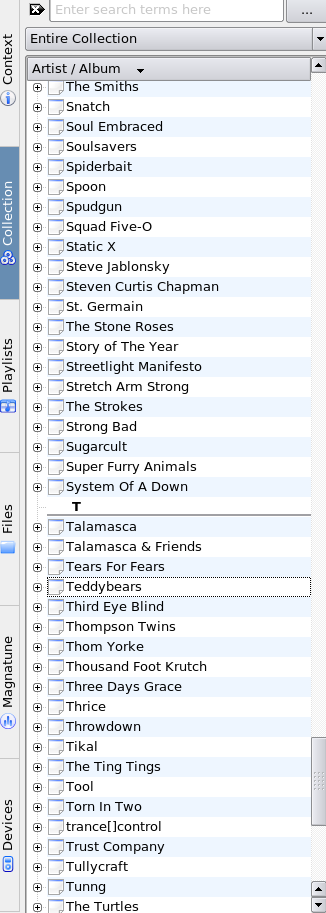 Enter search terms here
...
Entire Collection
Artist / Album
The Smiths
Snatch
Soul Embraced
Soulsavers
Spiderbait
Spoon
Spudgun
Squad Five-O
Static X
Steve Jablonsky
Steven Curtis Chapman
St. Germain
The Stone Roses
Story of The Year
Streetlight Manifesto
Stretch Arm Strong
The Strokes
Strong Bad
Sugarcult
Super Furry Animals
System Of A Down
T
Talamasca
Talamasca & Friends
Tears For Fears
Teddybears
Third Eye Blind
Thompson Twins
Thom Yorke
Thousand Foot Krutch
Three Days Grace
Thrice
Throwdown
Tikal
The Ting Tings
Tool
Torn In Two
trance[]control
Trust Company
Tullycraft
Tunng
The Turtles
Context
Collection
Playlists
Files
Magnatune
Devices